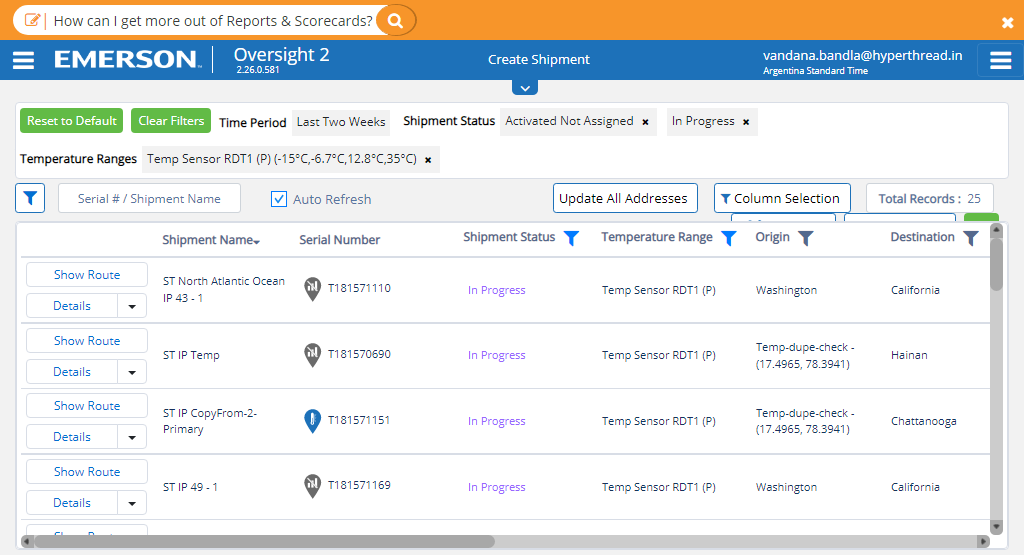 How can I get more out of Reports & Scorecards?
EMERSON
Oversight 2
2.26.0.581
Create Shipment
vandana.bandla@hyperthread.in
Argentina Standard Time
Reset to Default
Clear Filters
Time Period
Last Two Weeks
Shipment Status
Activated Not Assigned ×
In Progress ×
Temperature Ranges
Temp Sensor RDT1 (P) (-15°C,-6.7°C,12.8°C,35°C) ×
Serial # / Shipment Name
Auto Refresh
Update All Addresses
Column Selection
Total Records : 25
Shipment Name
Serial Number
Shipment Status
Temperature Range
Origin
Destination
Show Route
Details
ST North Atlantic Ocean
IP 43 - 1
T181571110
In Progress
Temp Sensor RDT1 (P)
Washington
California
Show Route
Details
ST IP Temp
T181570690
In Progress
Temp Sensor RDT1 (P)
Temp-dupe-check -
(17.4965, 78.3941)
Hainan
Show Route
Details
ST IP CopyFrom-2-
Primary
T181571151
In Progress
Temp Sensor RDT1 (P)
Temp-dupe-check -
(17.4965, 78.3941)
Chattanooga
Show Route
Details
ST IP 49 - 1
T181571169
In Progress
Temp Sensor RDT1 (P)
Washington
California